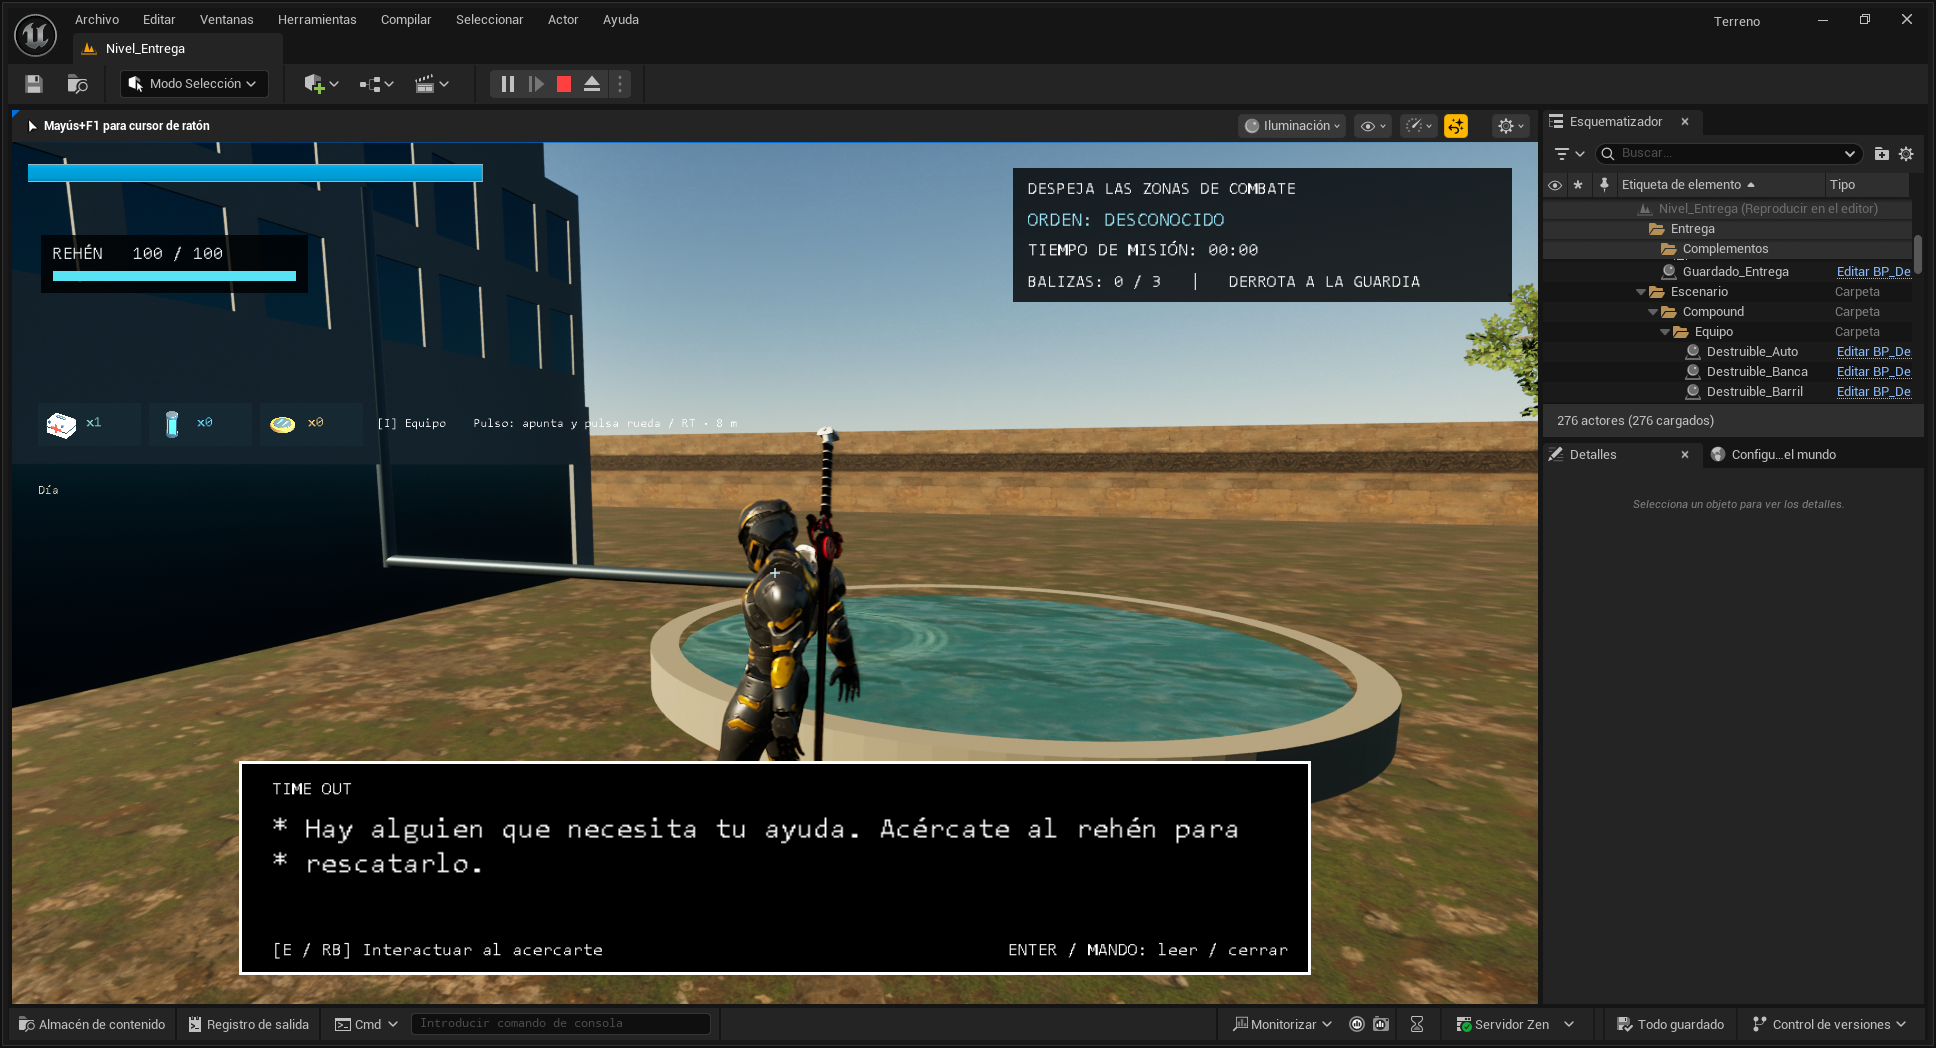 Archivo Editar Ventanas Herramientas Compilar Seleccionar Actor Ayuda
Terreno
Nivel_Entrega
Modo Selección
Mayús+F1 para cursor de ratón
Iluminación
REHÉN 100 / 100
DESPEJA LAS ZONAS DE COMBATE
ORDEN: DESCONOCIDO
TIEMPO DE MISIÓN: 00:00
BALIZAS: 0 / 3 | DERROTA A LA GUARDIA
x1 x0 x0 [I] Equipo Pulso: apunta y pulsa rueda / RT · 8 m
Día
TIME OUT
* Hay alguien que necesita tu ayuda. Acércate al rehén para
* rescatarlo.
[E / RB] Interactuar al acercarte ENTER / MANDO: leer / cerrar
Esquematizador
Buscar...
Etiqueta de elemento Tipo
Nivel_Entrega (Reproducir en el editor)
Entrega
Complementos
Guardado_Entrega Editar BP_De
Escenario Carpeta
Compound Carpeta
Equipo Carpeta
Destruible_Auto Editar BP_De
Destruible_Banca Editar BP_De
Destruible_Barril Editar BP_De
276 actores (276 cargados)
Detalles Configu...el mundo
Selecciona un objeto para ver los detalles.
Almacén de contenido Registro de salida Cmd Introducir comando de consola Monitorizar Servidor Zen Todo guardado Control de versiones